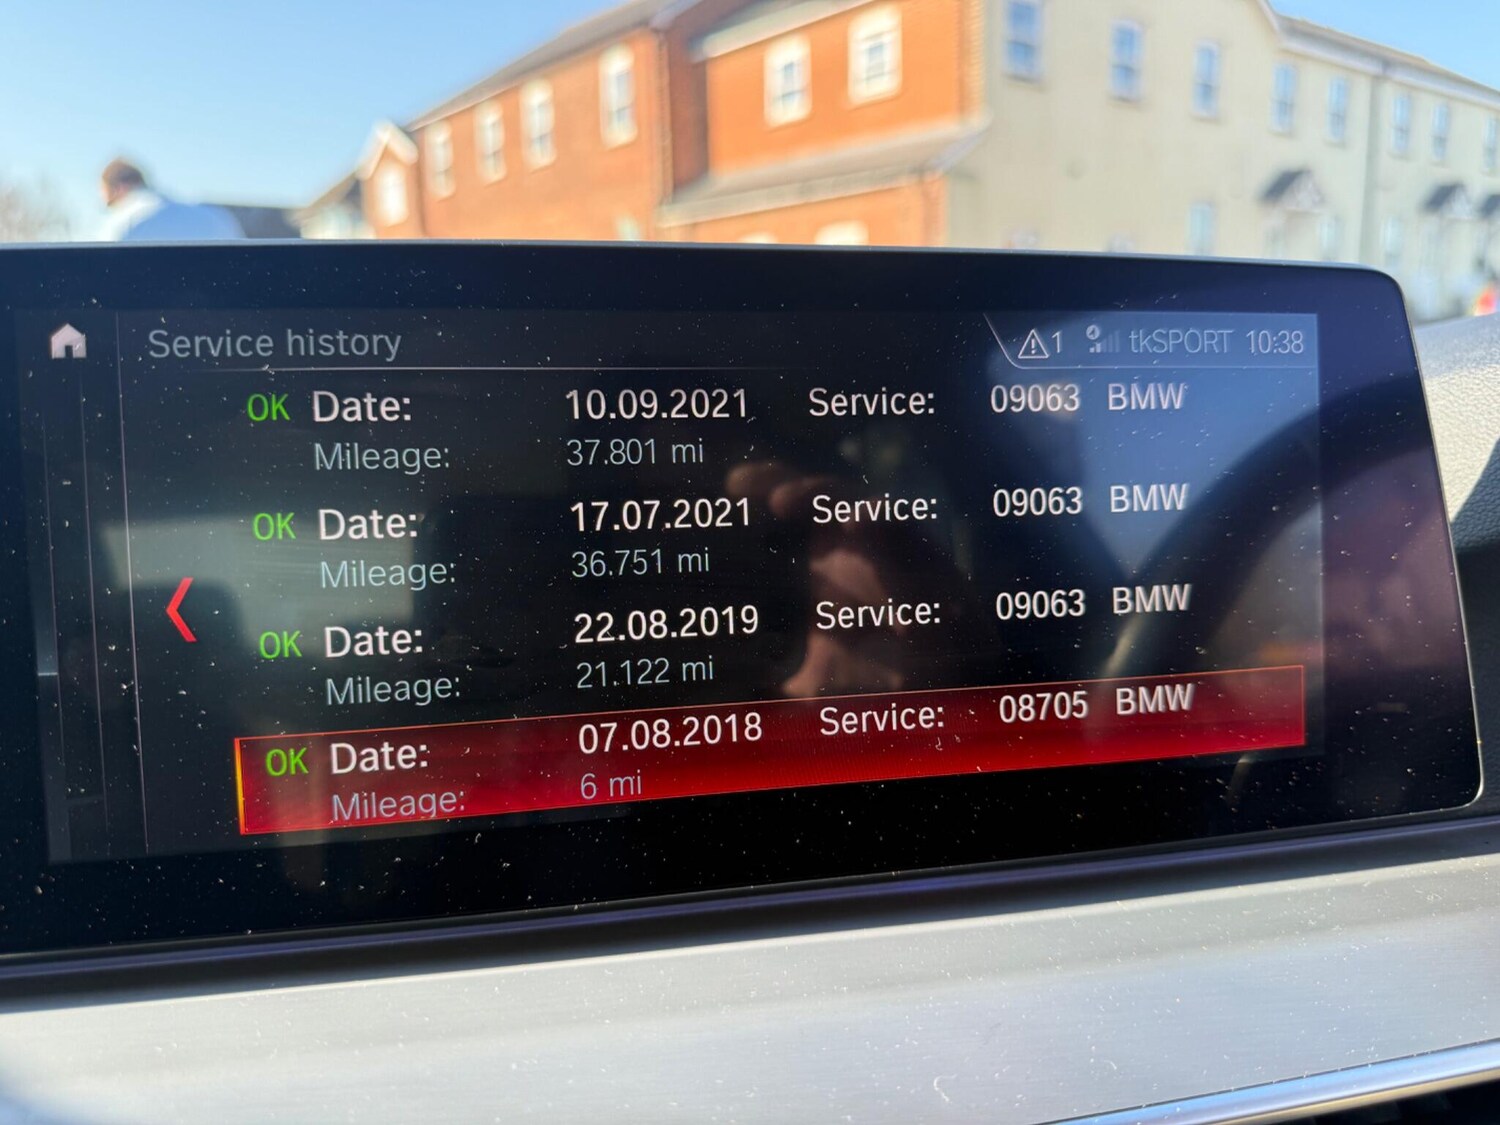 Service history 1 tkSPORT 10:38
OK Date: 10.09.2021 Service: 09063 BMW
Mileage: 37.801 mi
OK Date: 17.07.2021 Service: 09063 BMW
Mileage: 36.751 mi
OK Date: 22.08.2019 Service: 09063 BMW
Mileage: 21.122 mi
OK Date: 07.08.2018 Service: 08705 BMW
Mileage: 6 mi